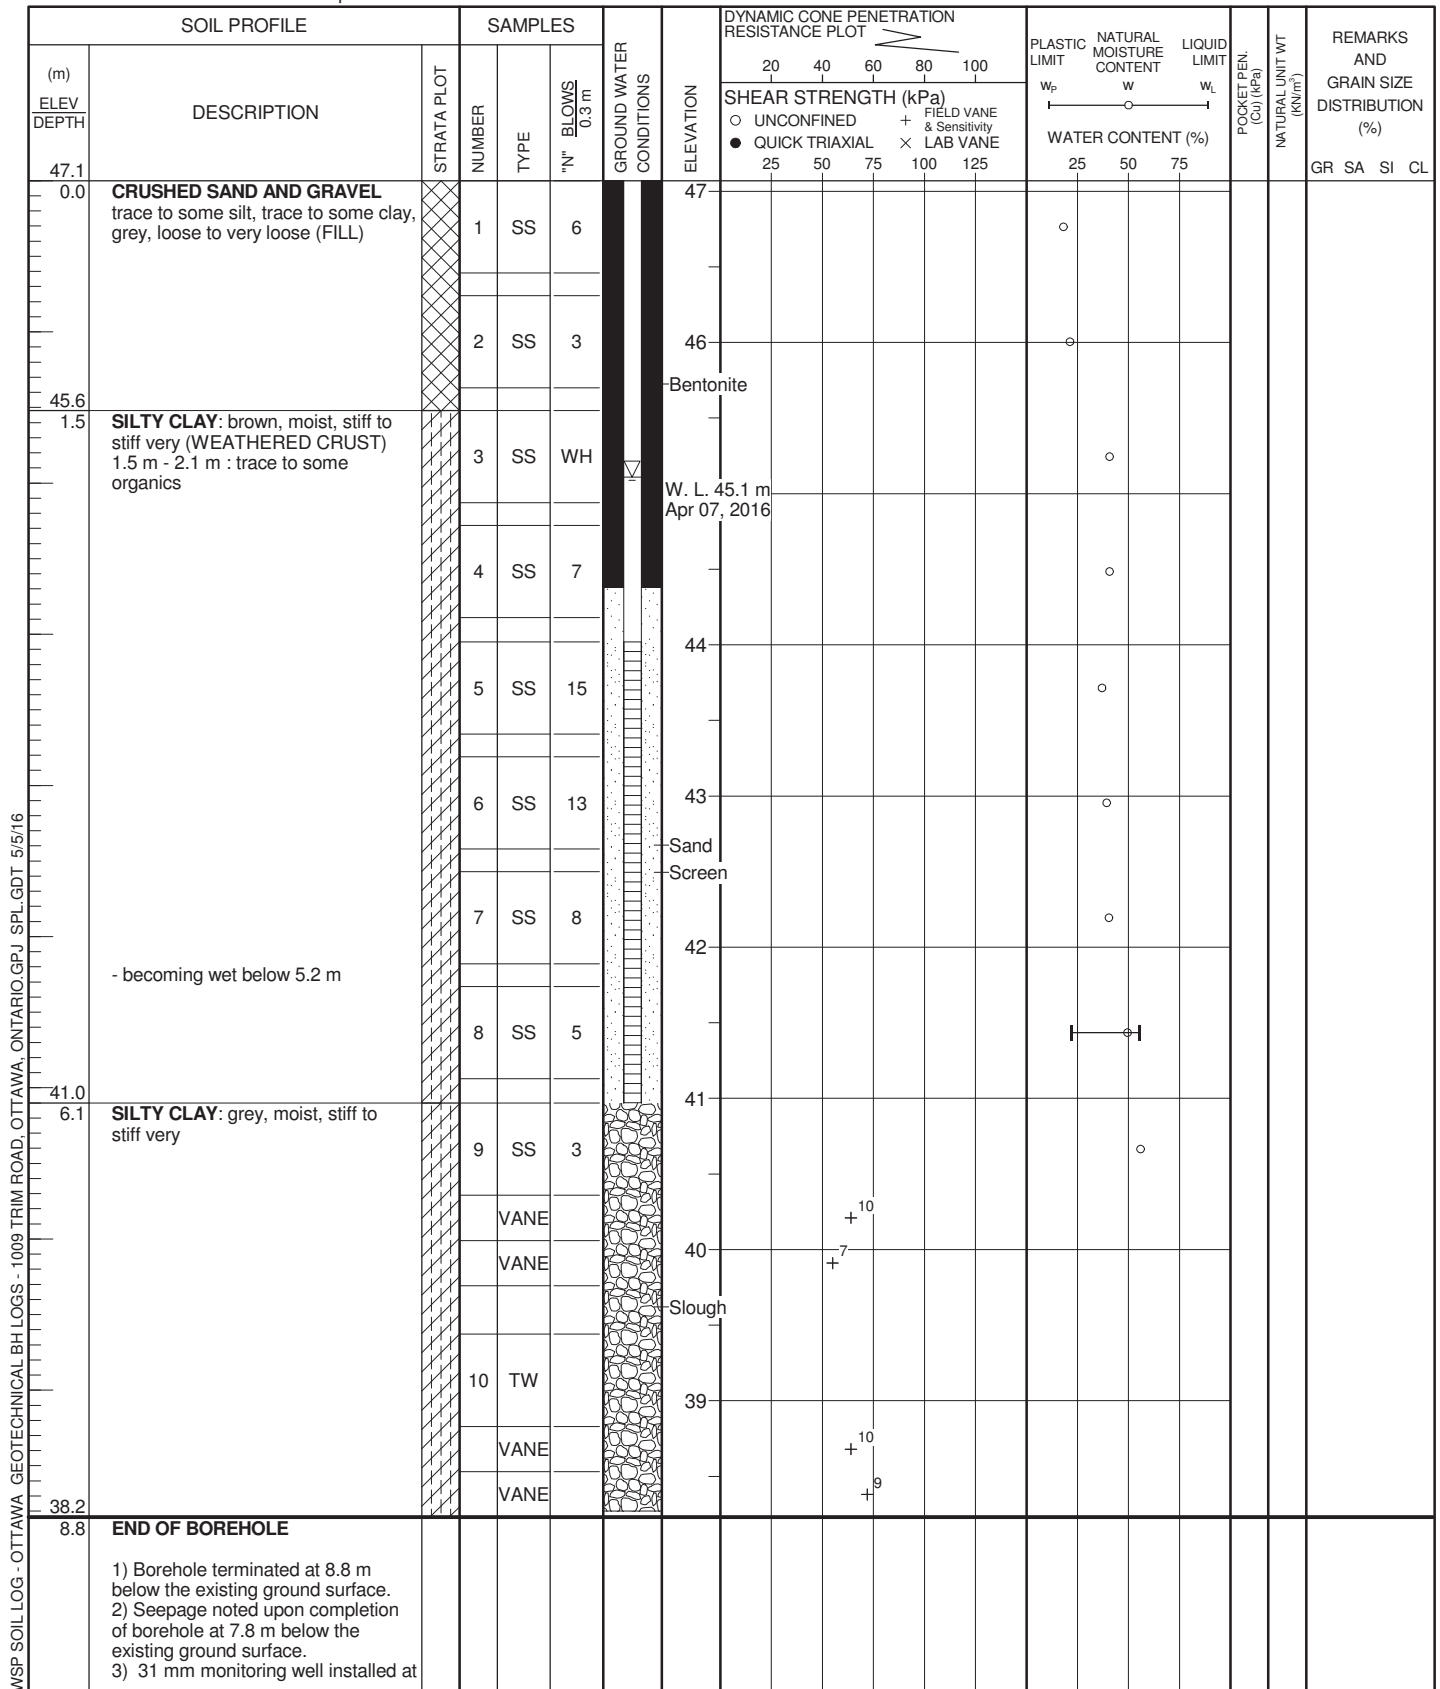 SOIL PROFILE
SAMPLES
(m)
ELEV
DEPTH
DESCRIPTION
STRATA PLOT
NUMBER
TYPE
"N" BLOWS
0.3 m
GROUND WATER
CONDITIONS
ELEVATION
DYNAMIC CONE PENETRATION
RESISTANCE PLOT
20 40 60 80 100
SHEAR STRENGTH (kPa)
UNCONFINED
QUICK TRIAXIAL
FIELD VANE
& Sensitivity
LAB VANE
25 50 75 100 125
PLASTIC
LIMIT
NATURAL
MOISTURE
CONTENT
LIQUID
LIMIT
WP W WL
WATER CONTENT (%)
25 50 75
POCKET PEN.
(Cu) (kPa)
NATURAL UNIT WT
(KN/m³)
REMARKS
AND
GRAIN SIZE
DISTRIBUTION
(%)
GR SA SI CL
47.1
0.0
CRUSHED SAND AND GRAVEL
trace to some silt, trace to some clay,
grey, loose to very loose (FILL)
1 SS 6
47
2 SS 3
46
Bentonite
45.6
1.5
SILTY CLAY: brown, moist, stiff to
stiff very (WEATHERED CRUST)
1.5 m - 2.1 m : trace to some
organics
3 SS WH
W. L. 45.1 m
Apr 07, 2016
4 SS 7
44
5 SS 15
43
6 SS 13
Sand
Screen
7 SS 8
42
- becoming wet below 5.2 m
8 SS 5
41.0
6.1
41
SILTY CLAY: grey, moist, stiff to
stiff very
9 SS 3
VANE
10
VANE
40
7
Slough
10 TW
39
VANE
10
VANE
9
38.2
8.8
END OF BOREHOLE
1) Borehole terminated at 8.8 m
below the existing ground surface.
2) Seepage noted upon completion
of borehole at 7.8 m below the
existing ground surface.
3) 31 mm monitoring well installed at
WSP SOIL LOG - OTTAWA GEOTECHNICAL BH LOGS - 1009 TRIM ROAD, OTTAWA, ONTARIO.GPJ SPL.GDT 5/5/16